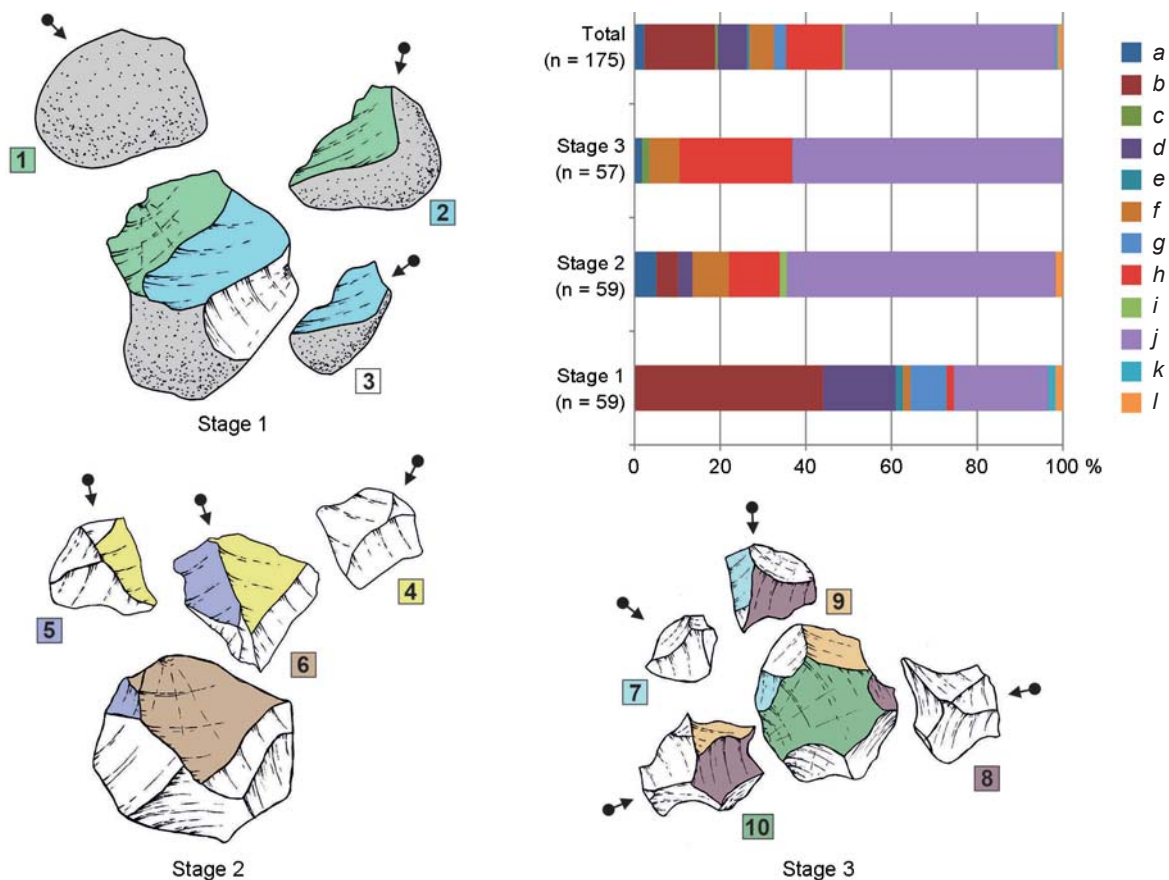 1
2
3
Stage 1
Total
(n = 175)
Stage 3
(n = 57)
Stage 2
(n = 59)
Stage 1
(n = 59)
0 20 40 60 80 100 %
a
b
c
d
e
f
g
h
i
j
k
l
4
5
6
Stage 2
7
8
9
10
Stage 3